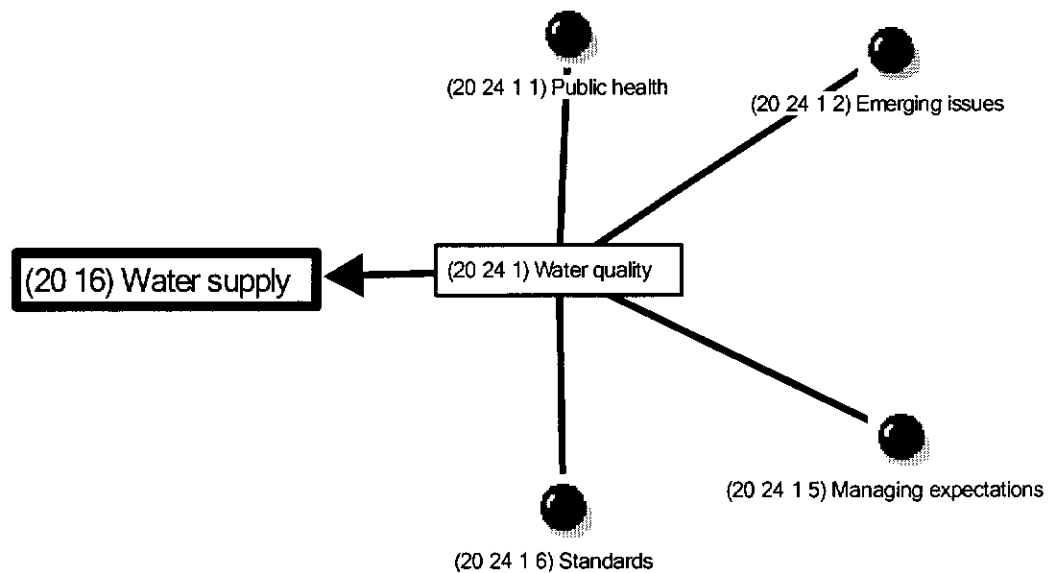 (20 24 1 1) Public health
(20 24 1 2) Emerging issues
(20 16) Water supply
(20 24 1) Water quality
(20 24 1 5) Managing expectations
(20 24 1 6) Standards